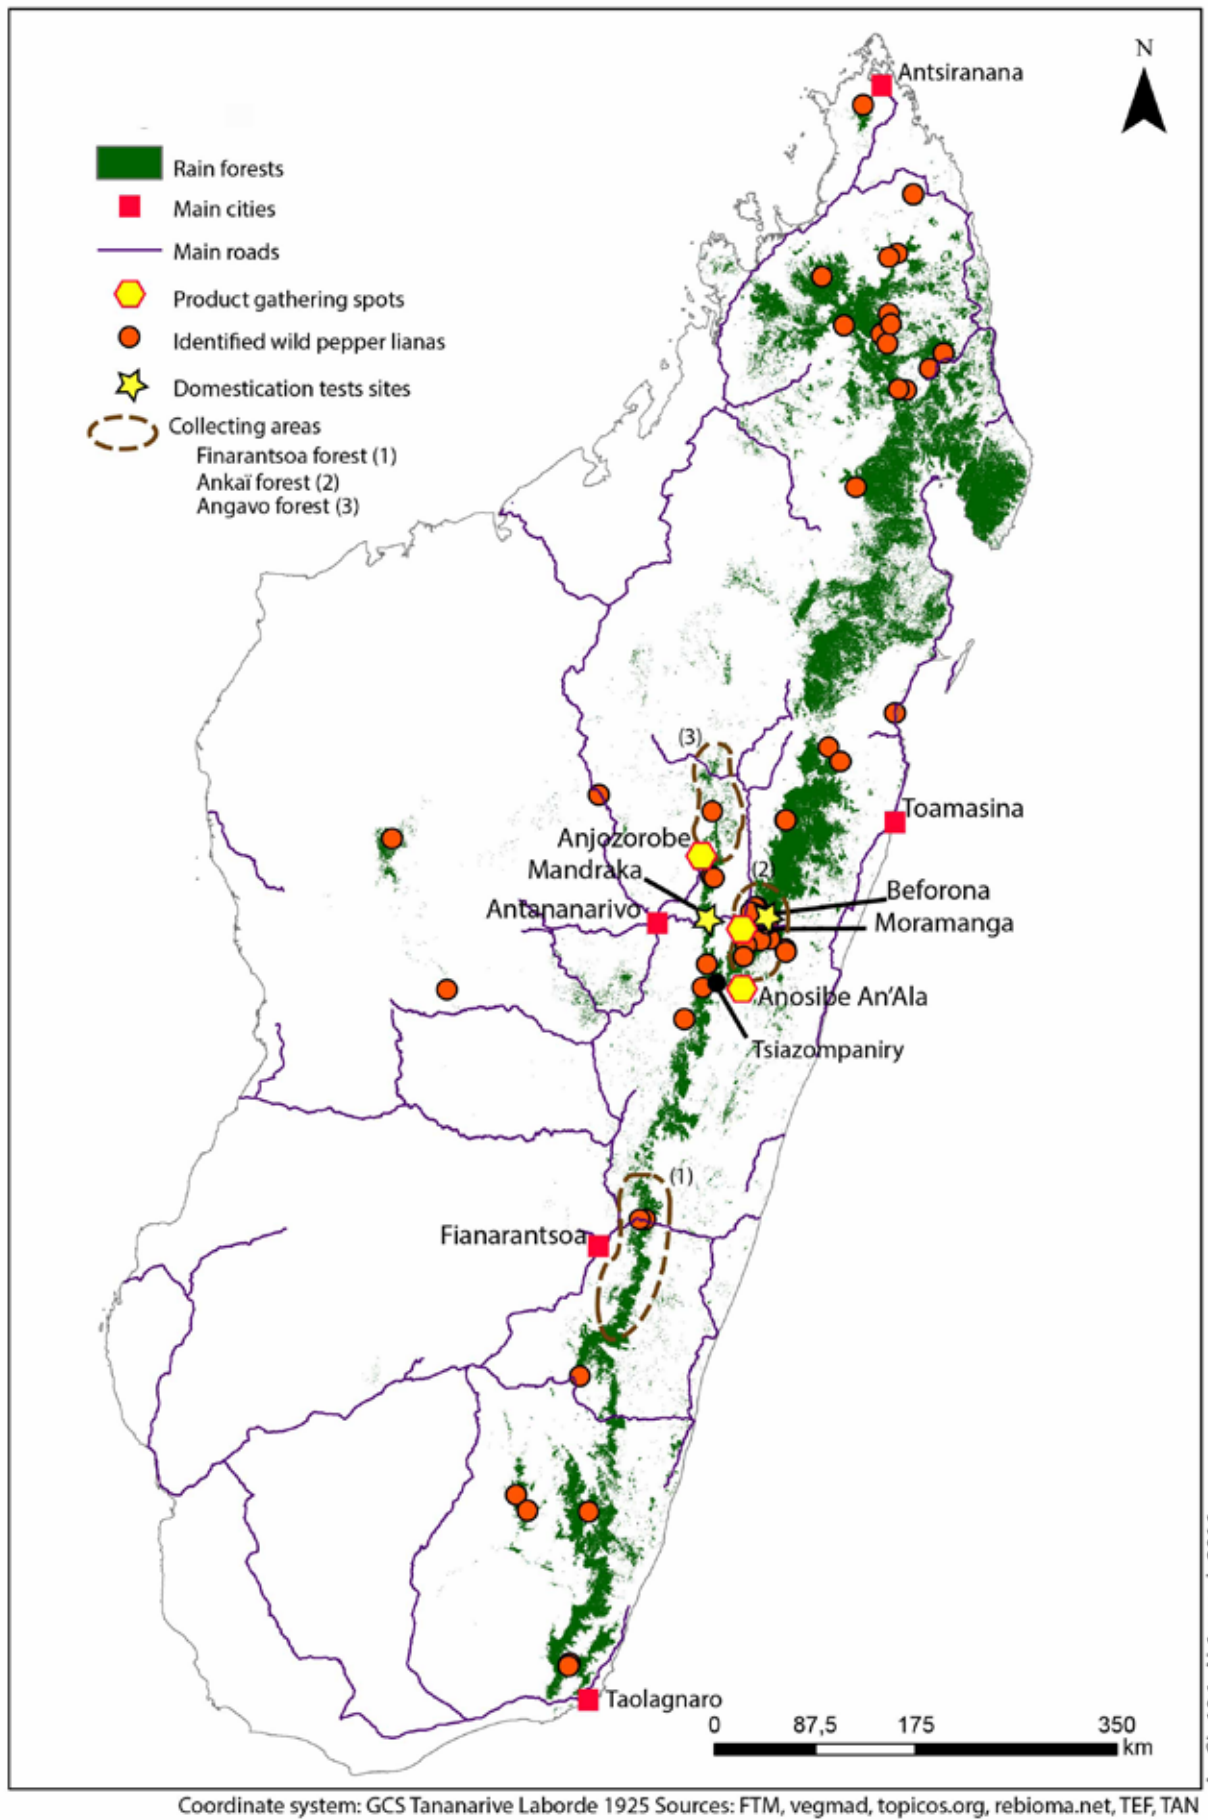 Antsiranana
N
Rain forests
Main cities
Main roads
Product gathering spots
Identified wild pepper lianas
Domestication tests sites
Collecting areas
Finarantsoa forest (1)
Ankaï forest (2)
Angavo forest (3)
(3)
Toamasina
Anjozorobe
Mandraka
(2)
Beforona
Antananarivo
Moramanga
Anosibe An'Ala
Tsiazompaniry
(1)
Fianarantsoa
Taolagnaro
0 87,5 175 350
km
Coordinate system: GCS Tananarive Laborde 1925 Sources: FTM, vegmad, topicos.org, rebioma.net, TEF, TAN